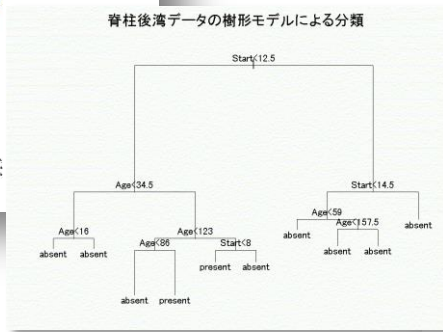 脊柱後湾データの樹形モデルによる分類
Start<12.5
Age<34.5
Start<14.5
Age<16
Age<123
Age<59
absent
absent
absent
Age<86
Start<8
absent
Age<157.5
absent
present
absent
absent
absent
absent
present